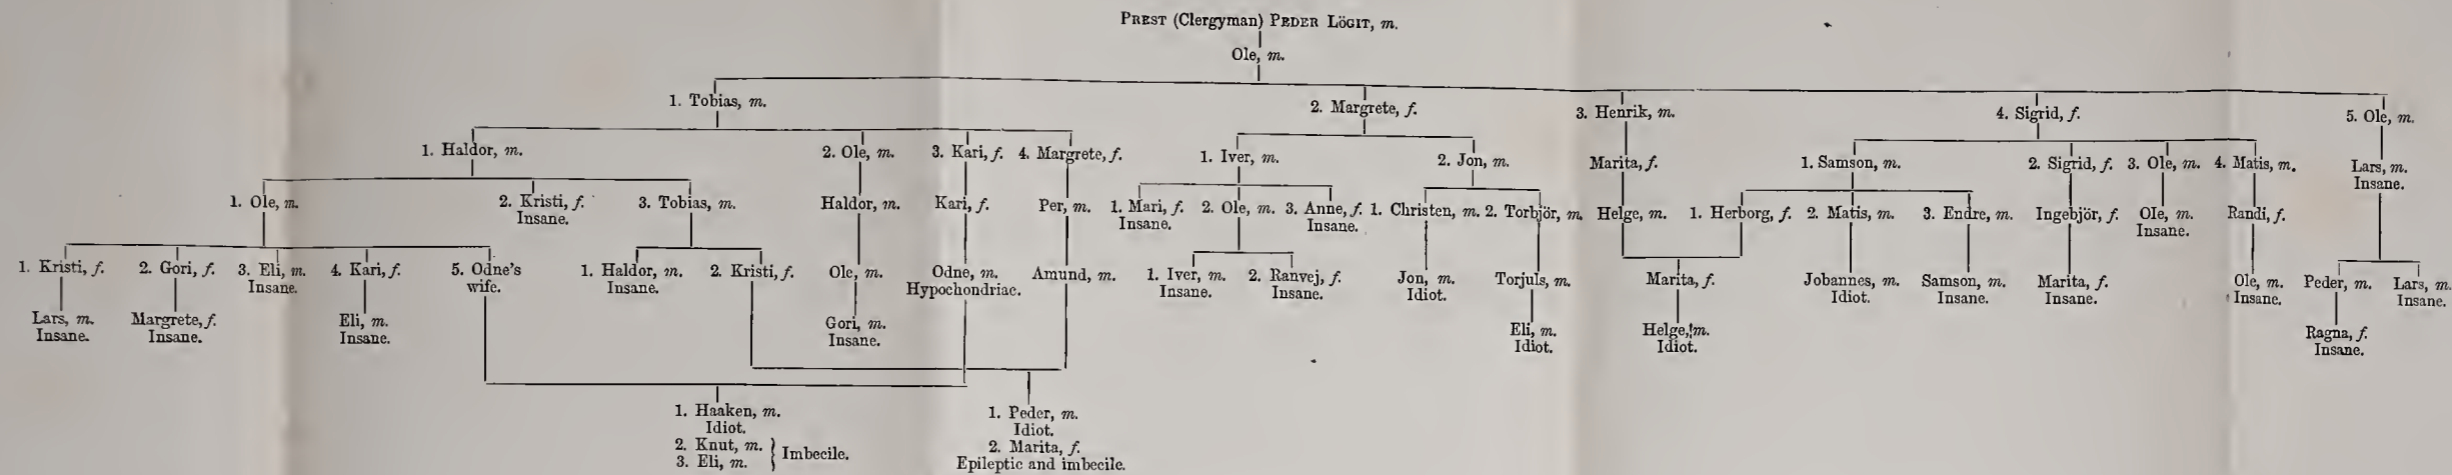 PREST (Clergyman) PEDER LÖGIT, m.
Ole, m.
1. Tobias, m. 2. Margrete, f. 3. Henrik, m. 4. Sigrid, f. 5. Ole, m.
1. Haldor, m. 2. Ole, m. 3. Kari, f. 4. Margrete, f. 1. Iver, m. 2. Jon, m. Marita, f. 1. Samson, m. 2. Sigrid, f. 3. Ole, m. 4. Matis, m. Lars, m.
Insane.
1. Ole, m. 2. Kristi, f. 3. Tobias, m. Haldor, m. Kari, f. Per, m. 1. Mari, f. 2. Ole, m. 3. Anne, f. 1. Christen, m. 2. Torbjör, m. Helge, m. 1. Herborg, f. 2. Matis, m. 3. Endre, m. Ingebjör, f. Ole, m. Randi, f.
Insane. Insane. Insane. Insane.
1. Kristi, f. 2. Gori, f. 3. Eli, m. 4. Kari, f. 5. Odne's 1. Haldor, m. 2. Kristi, f. Ole, m. Odne, m. Amund, m. 1. Iver, m. 2. Ranvej, f. Jon, m. Torjuls, m. Marita, f. Johannes, m. Samson, m. Marita, f. Ole, m. Peder, m. Lars, m.
Insane. wife. Insane. Hypochondriac. Insane. Insane. Idiot. Idiot. Insane. Insane. Insane. Insane.
Lars, m. Margrete, f. Eli, m. Gori, m. Eli, m. Helge, m. Ragna, f.
Insane. Insane. Insane. Insane. Idiot. Idiot. Insane.
1. Haaken, m. 1. Peder, m.
Idiot. Idiot.
2. Knut, m. } Imbecile. 2. Marita, f.
3. Eli, m. Epileptic and imbecile.